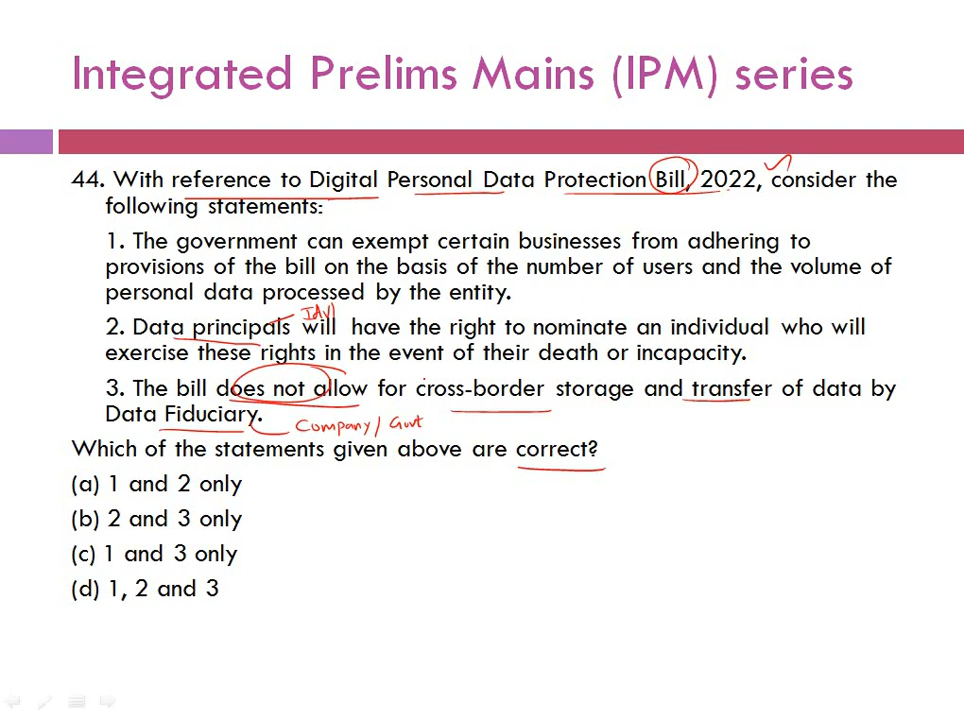 Integrated Prelims Mains (IPM) series
44. With reference to Digital Personal Data Protection Bill, 2022, consider the
following statements:
1. The government can exempt certain businesses from adhering to
provisions of the bill on the basis of the number of users and the volume of
personal data processed by the entity.
IAVI
2. Data principals will have the right to nominate an individual who will
exercise these rights in the event of their death or incapacity.
3. The bill does not allow for cross-border storage and transfer of data by
Data Fiduciary.
Company/ Govt
Which of the statements given above are correct?
(a) 1 and 2 only
(b) 2 and 3 only
(c) 1 and 3 only
(d) 1, 2 and 3